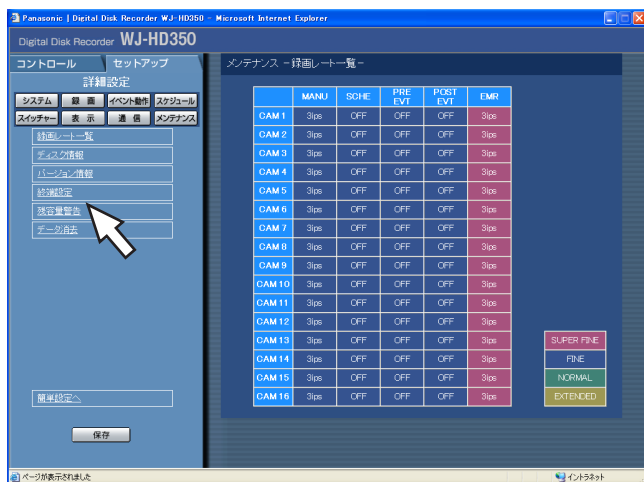 Panasonic | Digital Disk Recorder WJ-HD350 - Microsoft Internet Explorer
Digital Disk Recorder WJ-HD350
コントロール セットアップ
詳細設定
システム 録 画 イベント動作 スケジュール
スイッチャー 表 示 通 信 メンテナンス
録画レート一覧
ディスク情報
バージョン情報
終端設定
残容量警告
データ消去
簡単設定へ
保存
メンテナンス －録画レート一覧－
MANU SCHE PRE EVT POST EVT EMR
CAM 1 3ips OFF OFF OFF 3ips
CAM 2 3ips OFF OFF OFF 3ips
CAM 3 3ips OFF OFF OFF 3ips
CAM 4 3ips OFF OFF OFF 3ips
CAM 5 3ips OFF OFF OFF 3ips
CAM 6 3ips OFF OFF OFF 3ips
CAM 7 3ips OFF OFF OFF 3ips
CAM 8 3ips OFF OFF OFF 3ips
CAM 9 3ips OFF OFF OFF 3ips
CAM 10 3ips OFF OFF OFF 3ips
CAM 11 3ips OFF OFF OFF 3ips
CAM 12 3ips OFF OFF OFF 3ips
CAM 13 3ips OFF OFF OFF 3ips
CAM 14 3ips OFF OFF OFF 3ips
CAM 15 3ips OFF OFF OFF 3ips
CAM 16 3ips OFF OFF OFF 3ips
SUPER FINE
FINE
NORMAL
EXTENDED
ページが表示されました イントラネット